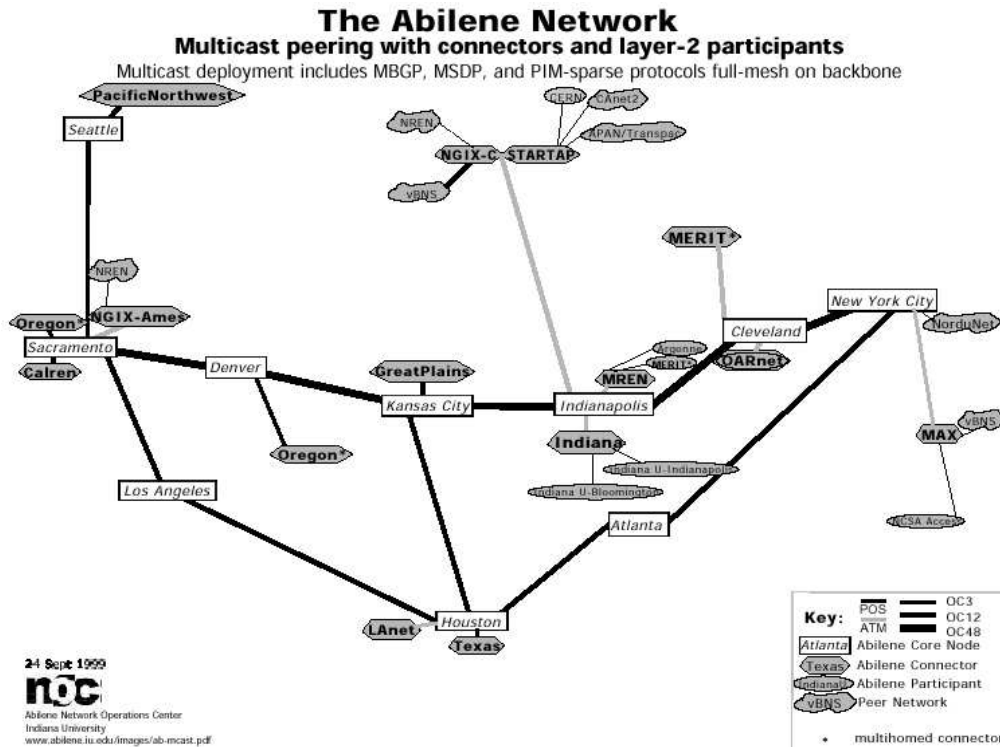 The Abilene Network
Multicast peering with connectors and layer-2 participants
Multicast deployment includes MBGP, MSDP, and PIM-sparse protocols full-mesh on backbone
PacificNorthwest
Seattle
CERN
CAnet2
NREN
APAN/Transpac
NGIX-C
STARTAP
vBNS
MERIT*
NREN
New York City
Oregon*
NGIX-Ames
NorduNet
Cleveland
Sacramento
Argonne
MERIT*
OARnet
Calren
Denver
GreatPlains
MREN
Kansas City
Indianapolis
vBNS
MAX
Indiana
Oregon*
Indiana U-Indianapolis
Los Angeles
Indiana U-Bloomington
Atlanta
NCSA Access
Houston
LAnet
Texas
Key:
POS
ATM
OC3
OC12
OC48
Atlanta Abilene Core Node
Texas Abilene Connector
IndianaU Abilene Participant
vBNS Peer Network
* multihomed connector
24 Sept 1999
noc
Abilene Network Operations Center
Indiana University
www.abilene.iu.edu/images/ab-mcast.pdf